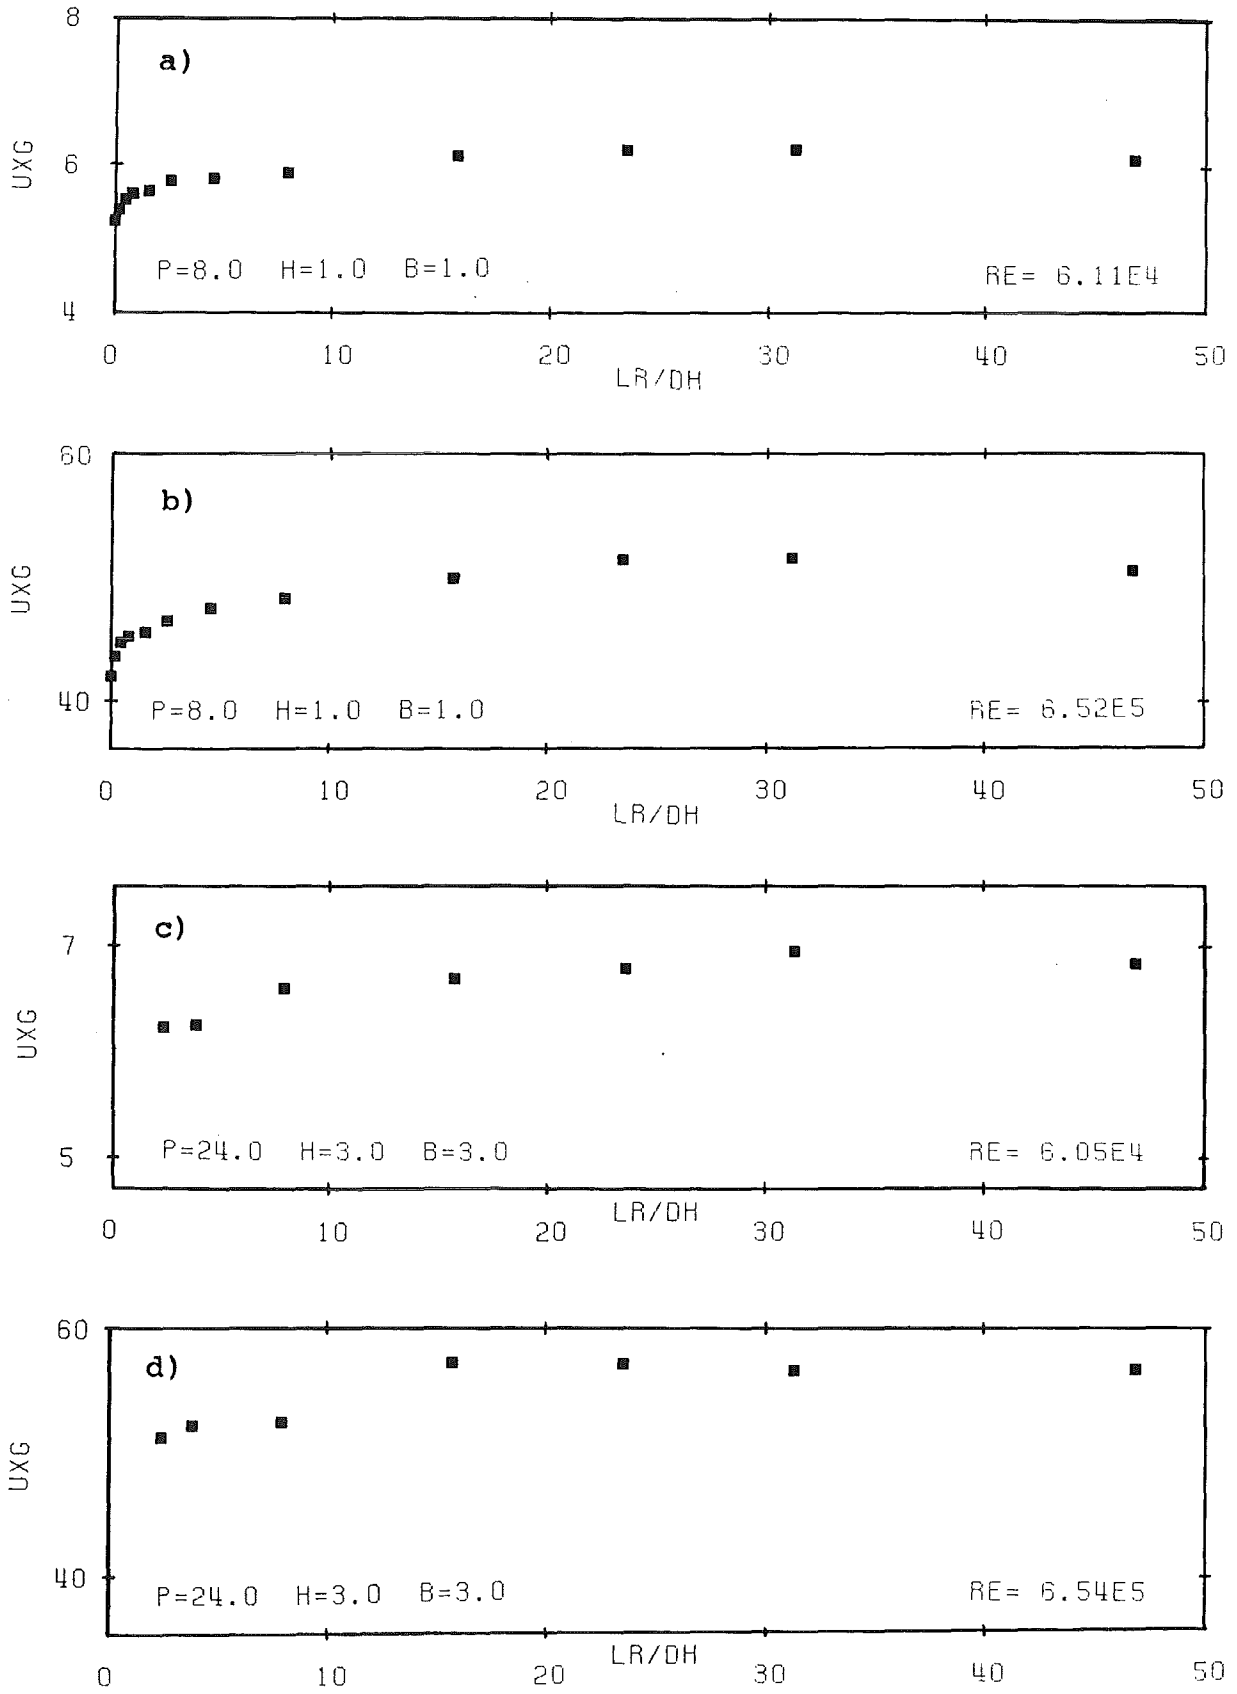 8
a)
UXG
6
P=8.0 H=1.0 B=1.0 RE= 6.11E4
4
0 10 20 30 40 50
LR/DH
60
b)
UXG
40
P=8.0 H=1.0 B=1.0 RE= 6.52E5
0 10 20 30 40 50
LR/DH
c)
7
UXG
P=24.0 H=3.0 B=3.0 RE= 6.05E4
5
LR/DH
0 10 20 30 40 50
60
d)
UXG
40
P=24.0 H=3.0 B=3.0 RE= 6.54E5
LR/DH
0 10 20 30 40 50